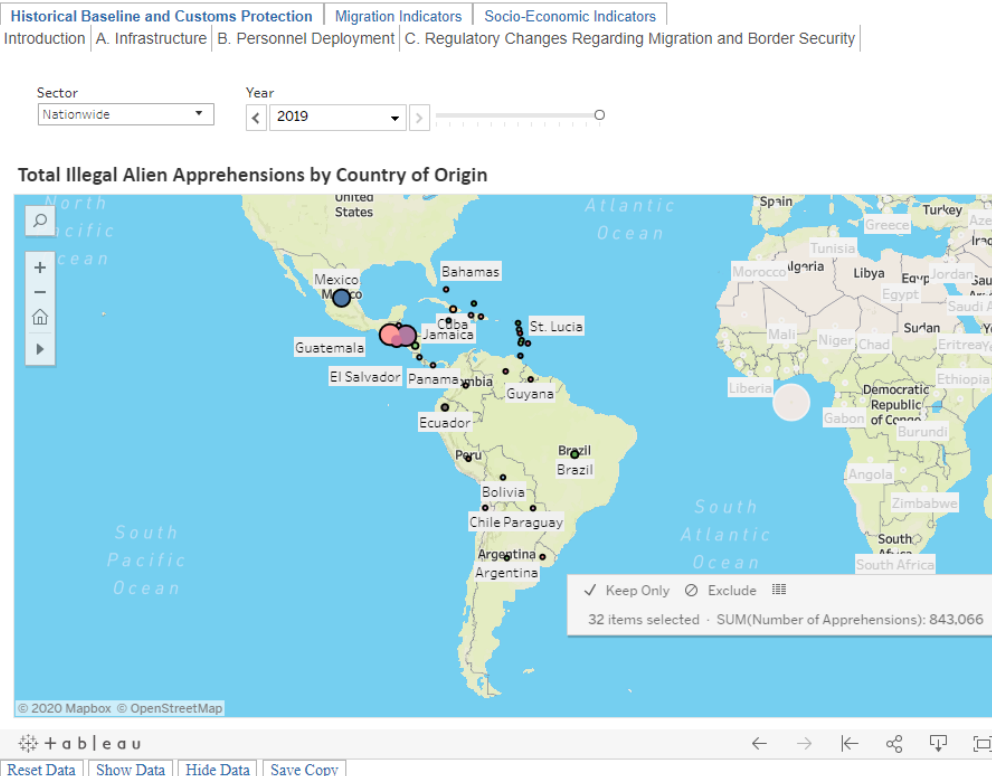 Historical Baseline and Customs Protection Migration Indicators Socio-Economic Indicators
Introduction A. Infrastructure B. Personnel Deployment C. Regulatory Changes Regarding Migration and Border Security
Sector Year
Nationwide 2019
Total Illegal Alien Apprehensions by Country of Origin
North
Pacific
Ocean
United
States
Atlantic
Ocean
Spain
Turkey
Greece
Tunisia
Morocco
Algeria
Libya
Egypt
Jordan
Egypt
Mexico
Mexico
Bahamas
Cuba
Jamaica
St. Lucia
Guatemala
El Salvador
Panama
Guyana
Ecuador
Peru
Brazil
Brazil
Bolivia
Chile
Paraguay
Argentina
Argentina
Mali
Niger
Chad
Sudan
Eritrea
Liberia
Ethiopia
Democratic
Republic
of Congo
Gabon
Burundi
Angola
Zimbabwe
South
Africa
South Africa
South
Pacific
Ocean
South
Atlantic
Ocean
Keep Only Exclude
32 items selected · SUM(Number of Apprehensions): 843,066
© 2020 Mapbox © OpenStreetMap
+ a b l e a u
Reset Data Show Data Hide Data Save Copy